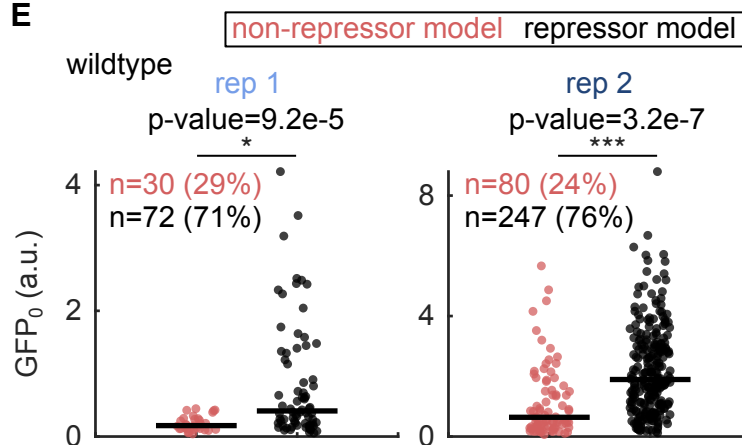 E
non-repressor model repressor model
wildtype
rep 1
p-value=9.2e-5
*
n=30 (29%)
n=72 (71%)
GFP0 (a.u.)
4
2
0
rep 2
p-value=3.2e-7
***
n=80 (24%)
n=247 (76%)
8
4
0